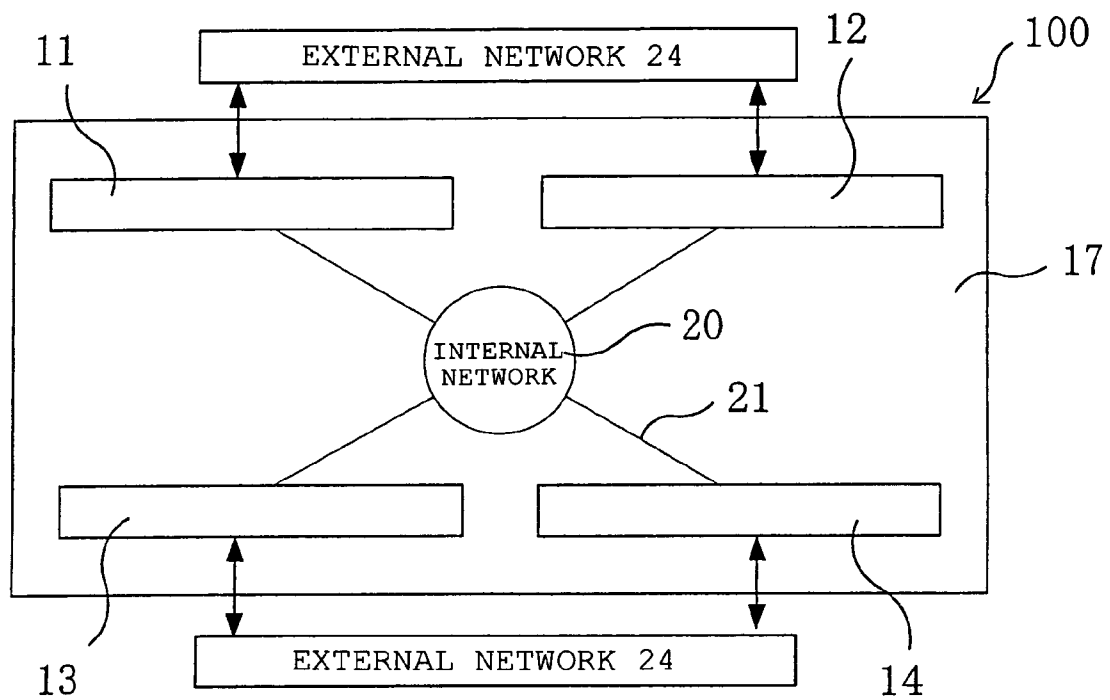 11
EXTERNAL NETWORK 24
12
100
17
INTERNAL
NETWORK
20
21
13
EXTERNAL NETWORK 24
14